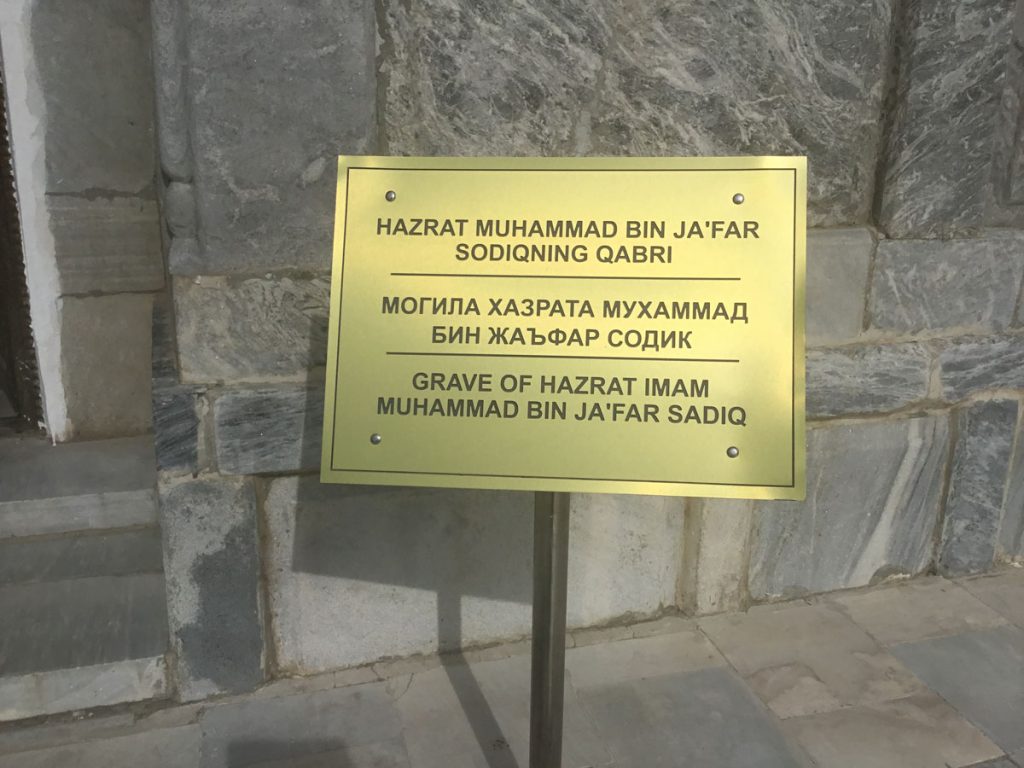 HAZRAT MUHAMMAD BIN JA'FAR
SODIQNING QABRI
МОГИЛА ХАЗРАТА МУХАММАД
БИН ЖАЪФАР СОДИК
GRAVE OF HAZRAT IMAM
MUHAMMAD BIN JA'FAR SADIQ